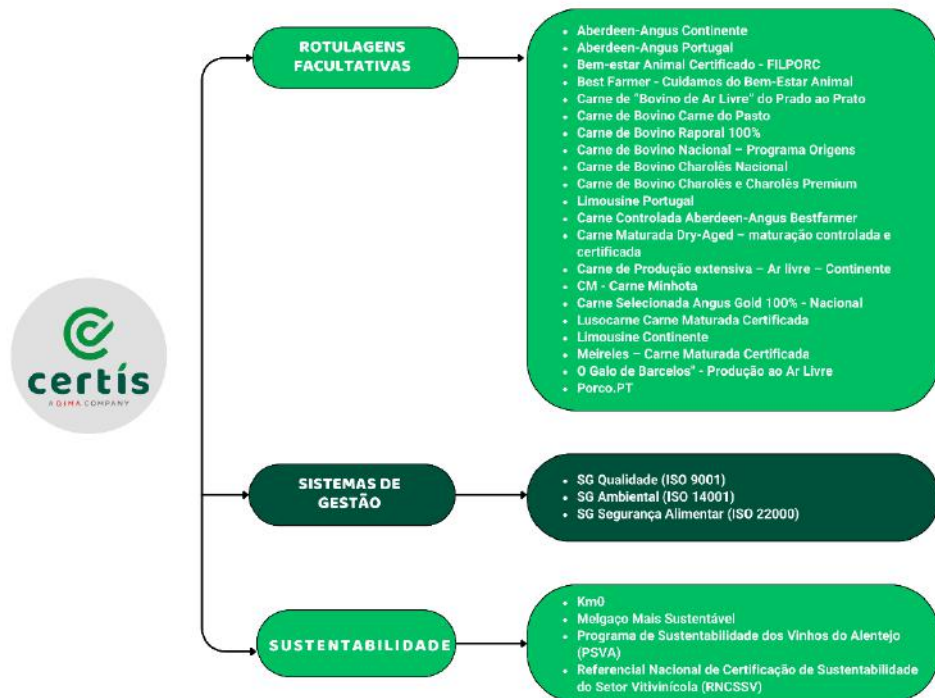 certís
A GIMA COMPANY
ROTULAGENS
FACULTATIVAS
• Aberdeen-Angus Continente
• Aberdeen-Angus Portugal
• Bem-estar Animal Certificado - FILPORC
• Best Farmer - Cuidamos do Bem-Estar Animal
• Carne de "Bovino de Ar Livre" do Prado ao Prato
• Carne de Bovino Carne do Pasto
• Carne de Bovino Raporal 100%
• Carne de Bovino Nacional – Programa Origens
• Carne de Bovino Charolês Nacional
• Carne de Bovino Charolês e Charolês Premium
• Limousine Portugal
• Carne Controlada Aberdeen-Angus Bestfarmer
• Carne Maturada Dry-Aged – maturação controlada e
certificada
• Carne de Produção extensiva – Ar livre – Continente
• CM - Carne Minhota
• Carne Selecionada Angus Gold 100% - Nacional
• Lusocarne Carne Maturada Certificada
• Limousine Continente
• Meireles – Carne Maturada Certificada
• O Galo de Barcelos" - Produção ao Ar Livre
• Porco.PT
SISTEMAS DE
GESTÃO
• SG Qualidade (ISO 9001)
• SG Ambiental (ISO 14001)
• SG Segurança Alimentar (ISO 22000)
SUSTENTABILIDADE
• Km0
• Melgaço Mais Sustentável
• Programa de Sustentabilidade dos Vinhos do Alentejo
(PSVA)
• Referencial Nacional de Certificação de Sustentabilidade
do Setor Vitivinícola (RNCSSV)